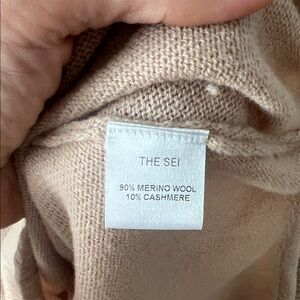 THE SEI
90% MERINO WOOL
10% CASHMERE